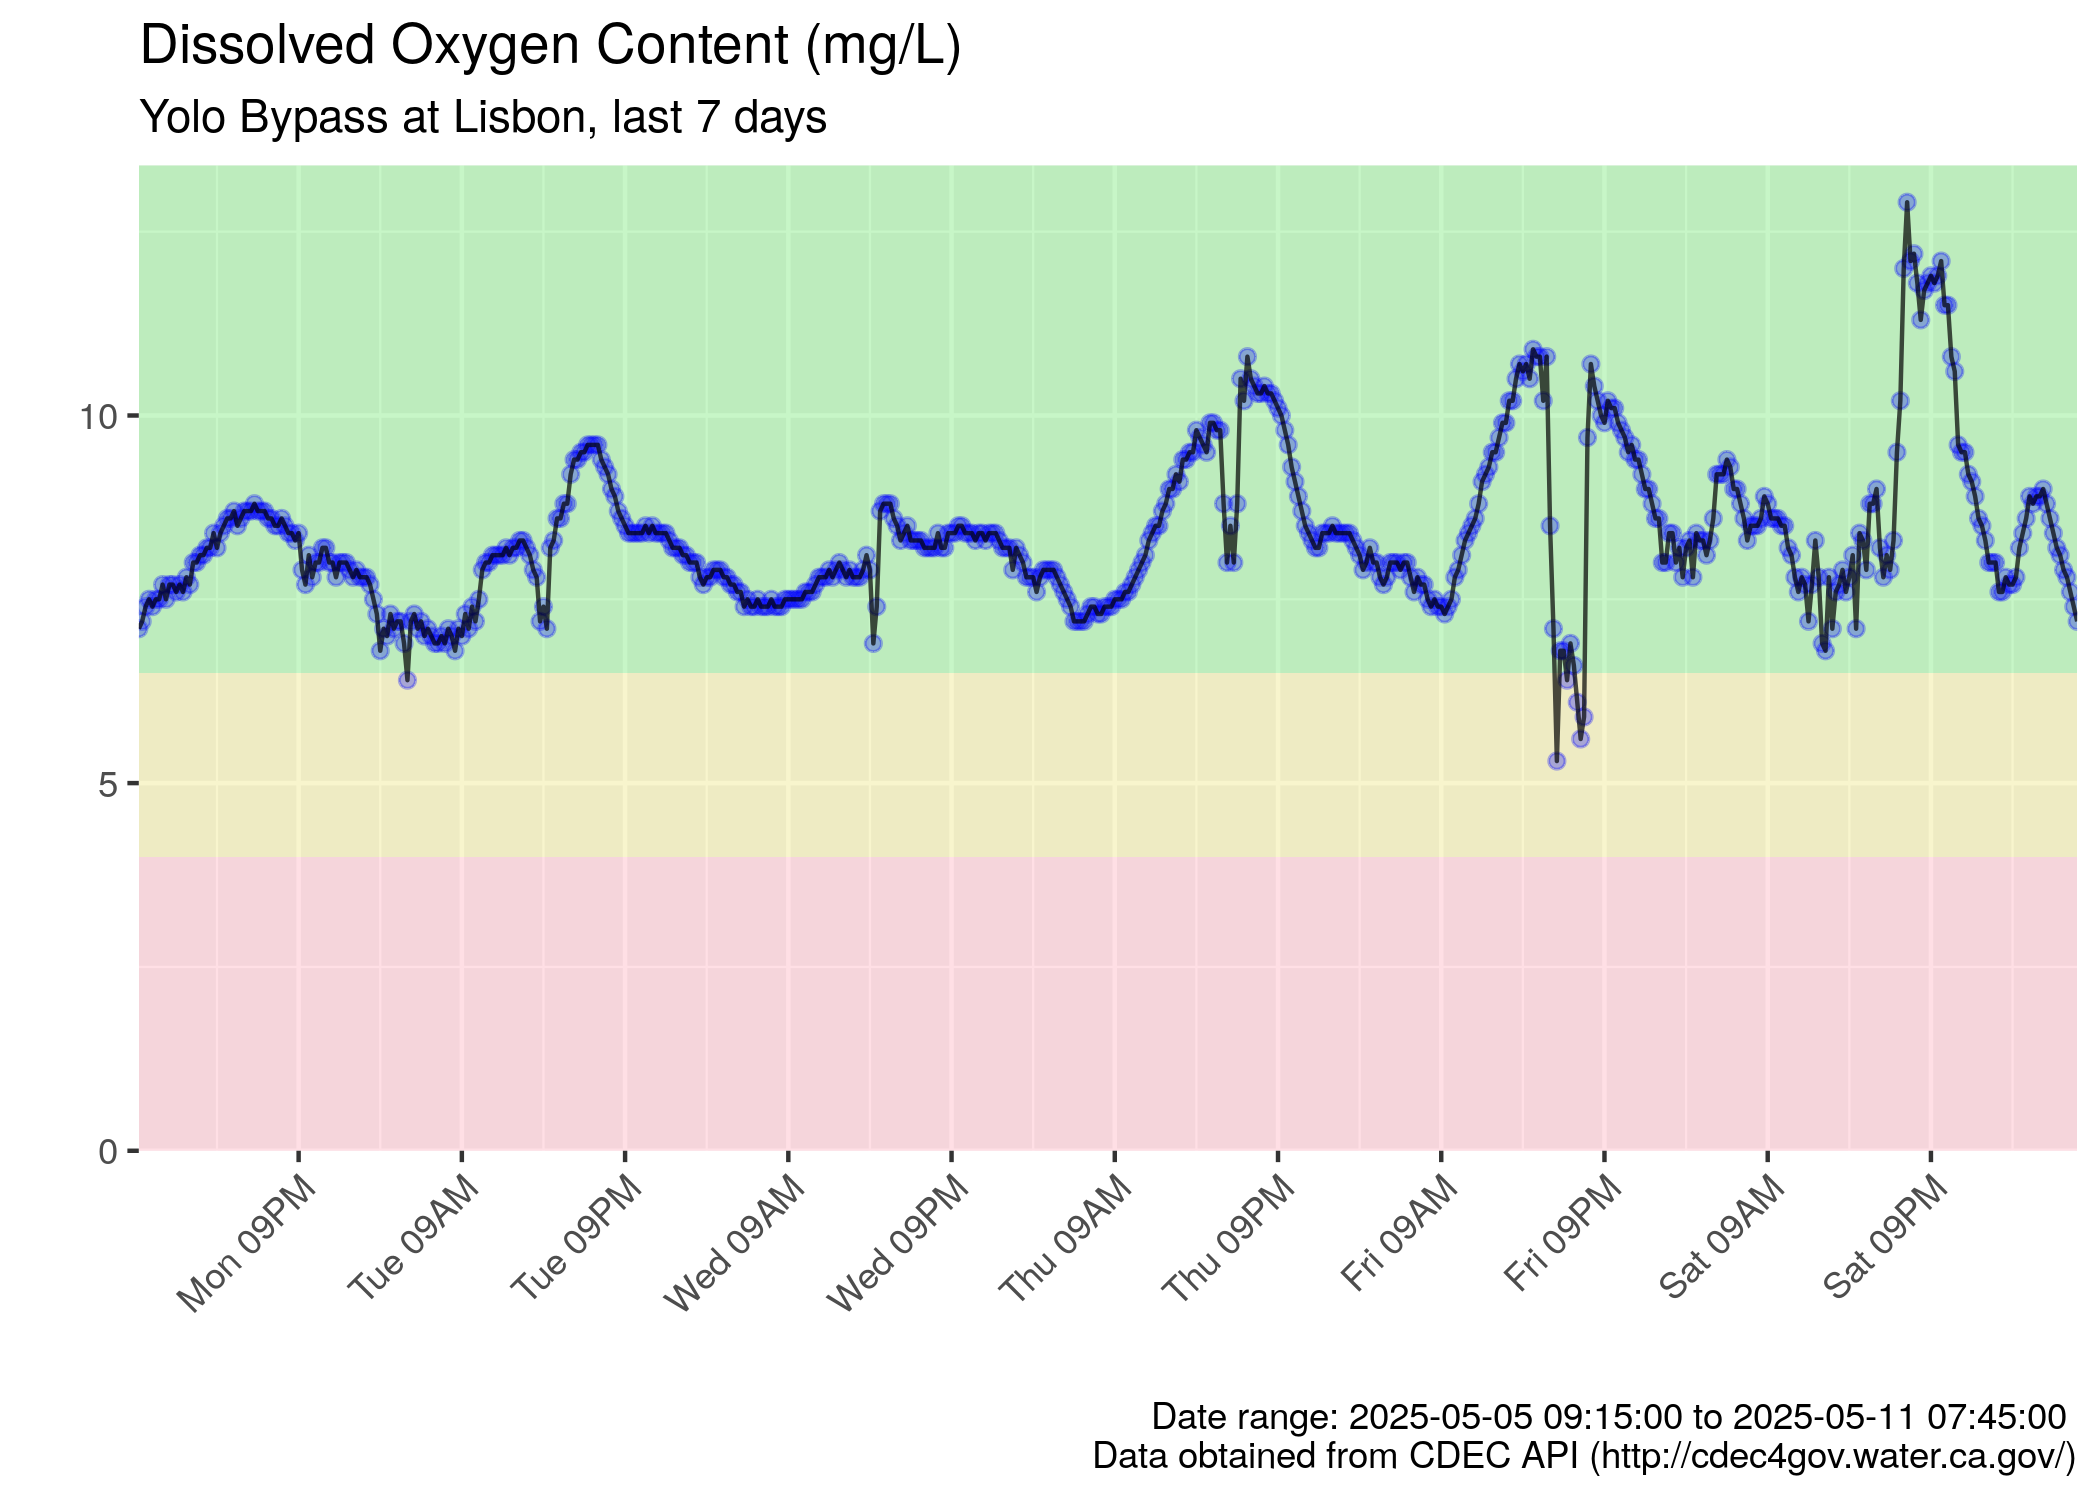 Dissolved Oxygen Content (mg/L)
Yolo Bypass at Lisbon, last 7 days
10
5
0
Mon 09PM
Tue 09AM
Tue 09PM
Wed 09AM
Wed 09PM
Thu 09AM
Thu 09PM
Fri 09AM
Fri 09PM
Sat 09AM
Sat 09PM
Date range: 2025-05-05 09:15:00 to 2025-05-11 07:45:00
Data obtained from CDEC API (http://cdec4gov.water.ca.gov/)